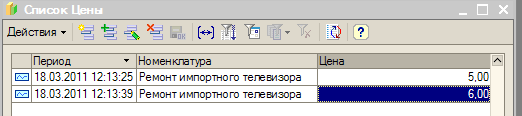 Список Цены
Действия
Период Номенклатура Цена
18.03.2011 12:13:25 Ремонт импортного телевизора 5,00
18.03.2011 12:13:39 Ремонт импортного телевизора 6,00